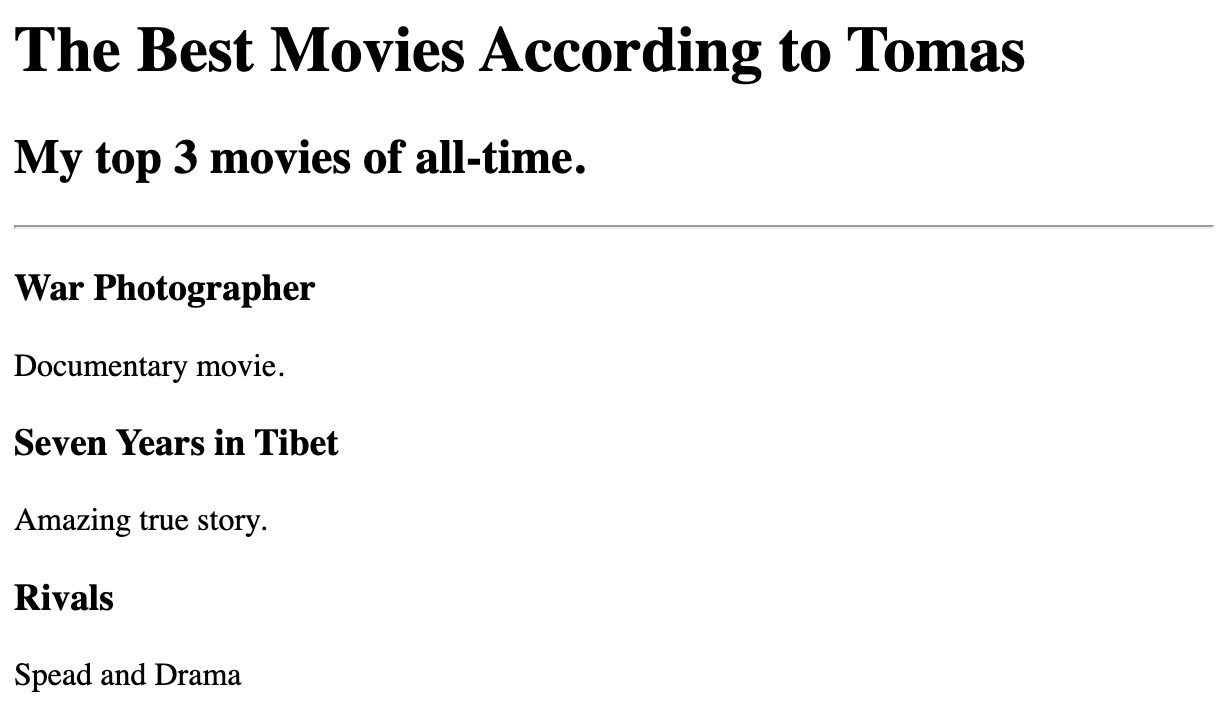 The Best Movies According to Tomas
My top 3 movies of all-time.
War Photographer
Documentary movie.
Seven Years in Tibet
Amazing true story.
Rivals
Spead and Drama